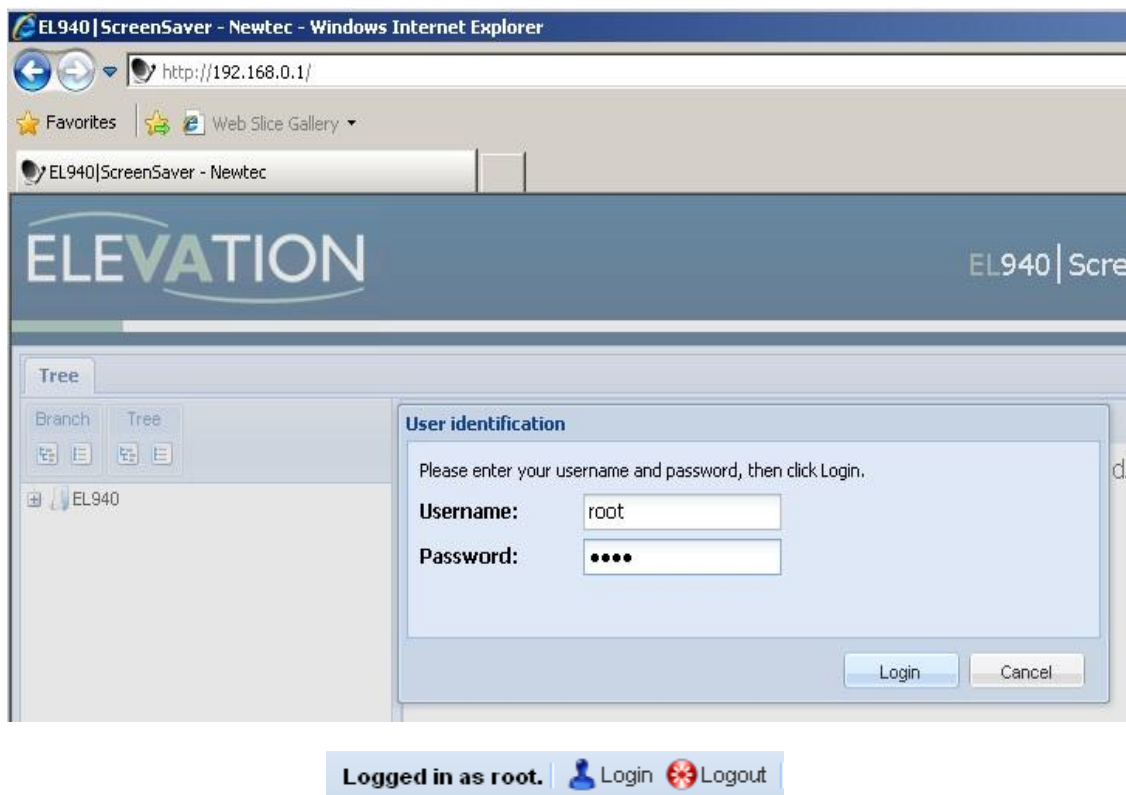 EL940|ScreenSaver - Newtec - Windows Internet Explorer
http://192.168.0.1/
Favorites Web Slice Gallery
EL940|ScreenSaver - Newtec
ELEVATION
EL940|Scre
Tree
Branch Tree
EL940
User identification
Please enter your username and password, then click Login.
Username: root
Password: ••••
Login Cancel
d
Logged in as root. Login Logout